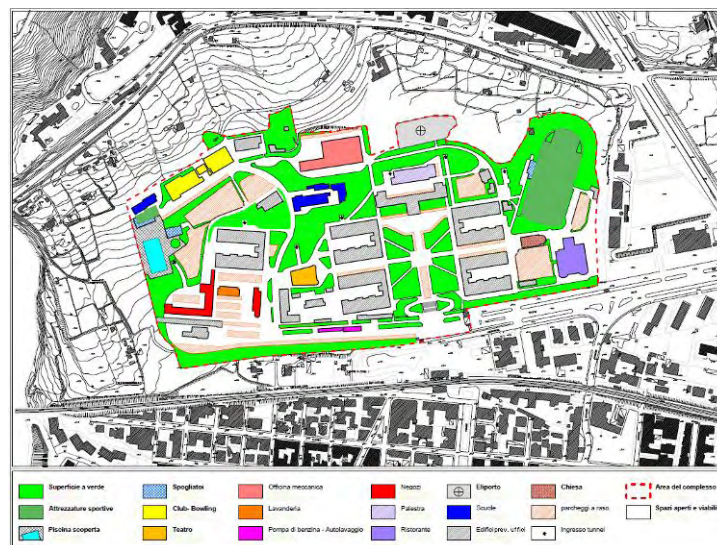 Superficie a verde
Spogliatoi
Officina meccanica
Negozi
Eliporto
Chiesa
Area del complesso
Attrezzature sportive
Club- Bowling
Lavanderia
Palestra
Scuole
parcheggi a raso
Spazi aperti e viabili
Piscina scoperta
Teatro
Pompa di benzina - Autolavaggio
Ristorante
Edifici prev. uffici
Ingresso tunnel